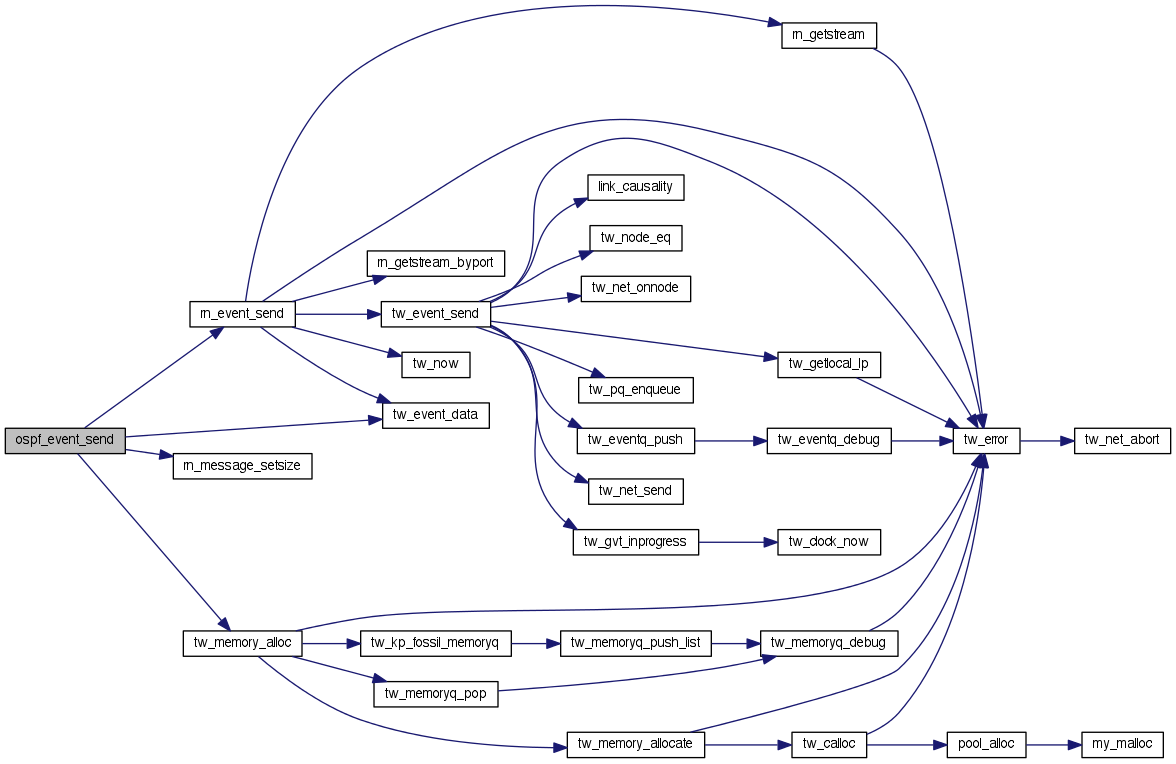 rn_getstream
link_causality
tw_node_eq
rn_getstream_byport
tw_net_onnode
rn_event_send
tw_event_send
tw_now
tw_getlocal_lp
tw_pq_enqueue
tw_event_data
ospf_event_send
tw_eventq_push
tw_eventq_debug
tw_error
tw_net_abort
rn_message_setsize
tw_net_send
tw_gvt_inprogress
tw_clock_now
tw_memory_alloc
tw_kp_fossil_memoryq
tw_memoryq_push_list
tw_memoryq_debug
tw_memoryq_pop
tw_memory_allocate
tw_calloc
pool_alloc
my_malloc